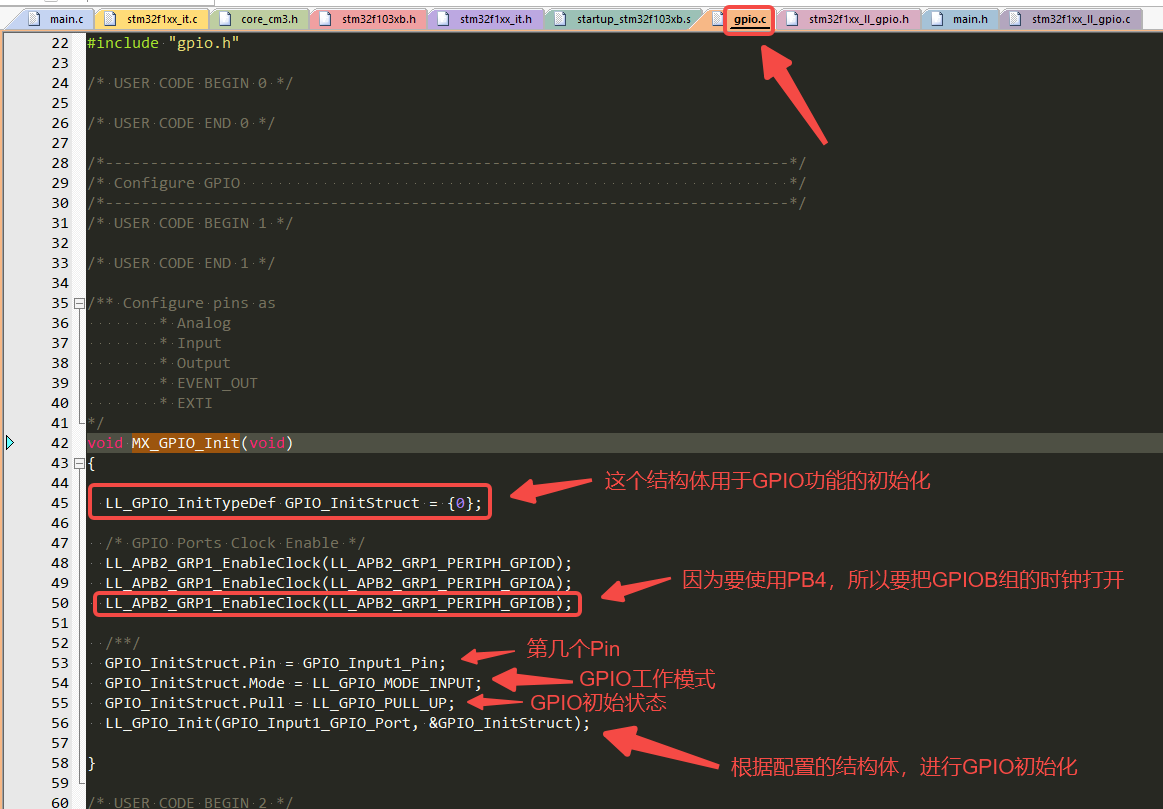 main.c stm32f1xx_it.c core_cm3.h stm32f103xb.h stm32f1xx_it.h startup_stm32f103xb.s gpio.c stm32f1xx_ll_gpio.h main.h stm32f1xx_ll_gpio.c
22 #include "gpio.h"
23
24 /* USER CODE BEGIN 0 */
25
26 /* USER CODE END 0 */
27
28 /*----------------------------------------------------------------------------*/
29 /* Configure GPIO                                                             */
30 /*----------------------------------------------------------------------------*/
31 /* USER CODE BEGIN 1 */
32
33 /* USER CODE END 1 */
34
35 /** Configure pins as
36         * Analog
37         * Input
38         * Output
39         * EVENT_OUT
40         * EXTI
41 */
42 void MX_GPIO_Init(void)
43 {
44
45   LL_GPIO_InitTypeDef GPIO_InitStruct = {0}; 这个结构体用于GPIO功能的初始化
46
47   /* GPIO Ports Clock Enable */
48   LL_APB2_GRP1_EnableClock(LL_APB2_GRP1_PERIPH_GPIOD);
49   LL_APB2_GRP1_EnableClock(LL_APB2_GRP1_PERIPH_GPIOA); 因为要使用PB4，所以要把GPIOB组的时钟打开
50   LL_APB2_GRP1_EnableClock(LL_APB2_GRP1_PERIPH_GPIOB);
51
52   /**/
53   GPIO_InitStruct.Pin = GPIO_Input1_Pin; 第几个Pin
54   GPIO_InitStruct.Mode = LL_GPIO_MODE_INPUT; GPIO工作模式
55   GPIO_InitStruct.Pull = LL_GPIO_PULL_UP; GPIO初始状态
56   LL_GPIO_Init(GPIO_Input1_GPIO_Port, &GPIO_InitStruct);
57
58 } 根据配置的结构体，进行GPIO初始化
59
60 /* USER CODE BEGIN 2 */